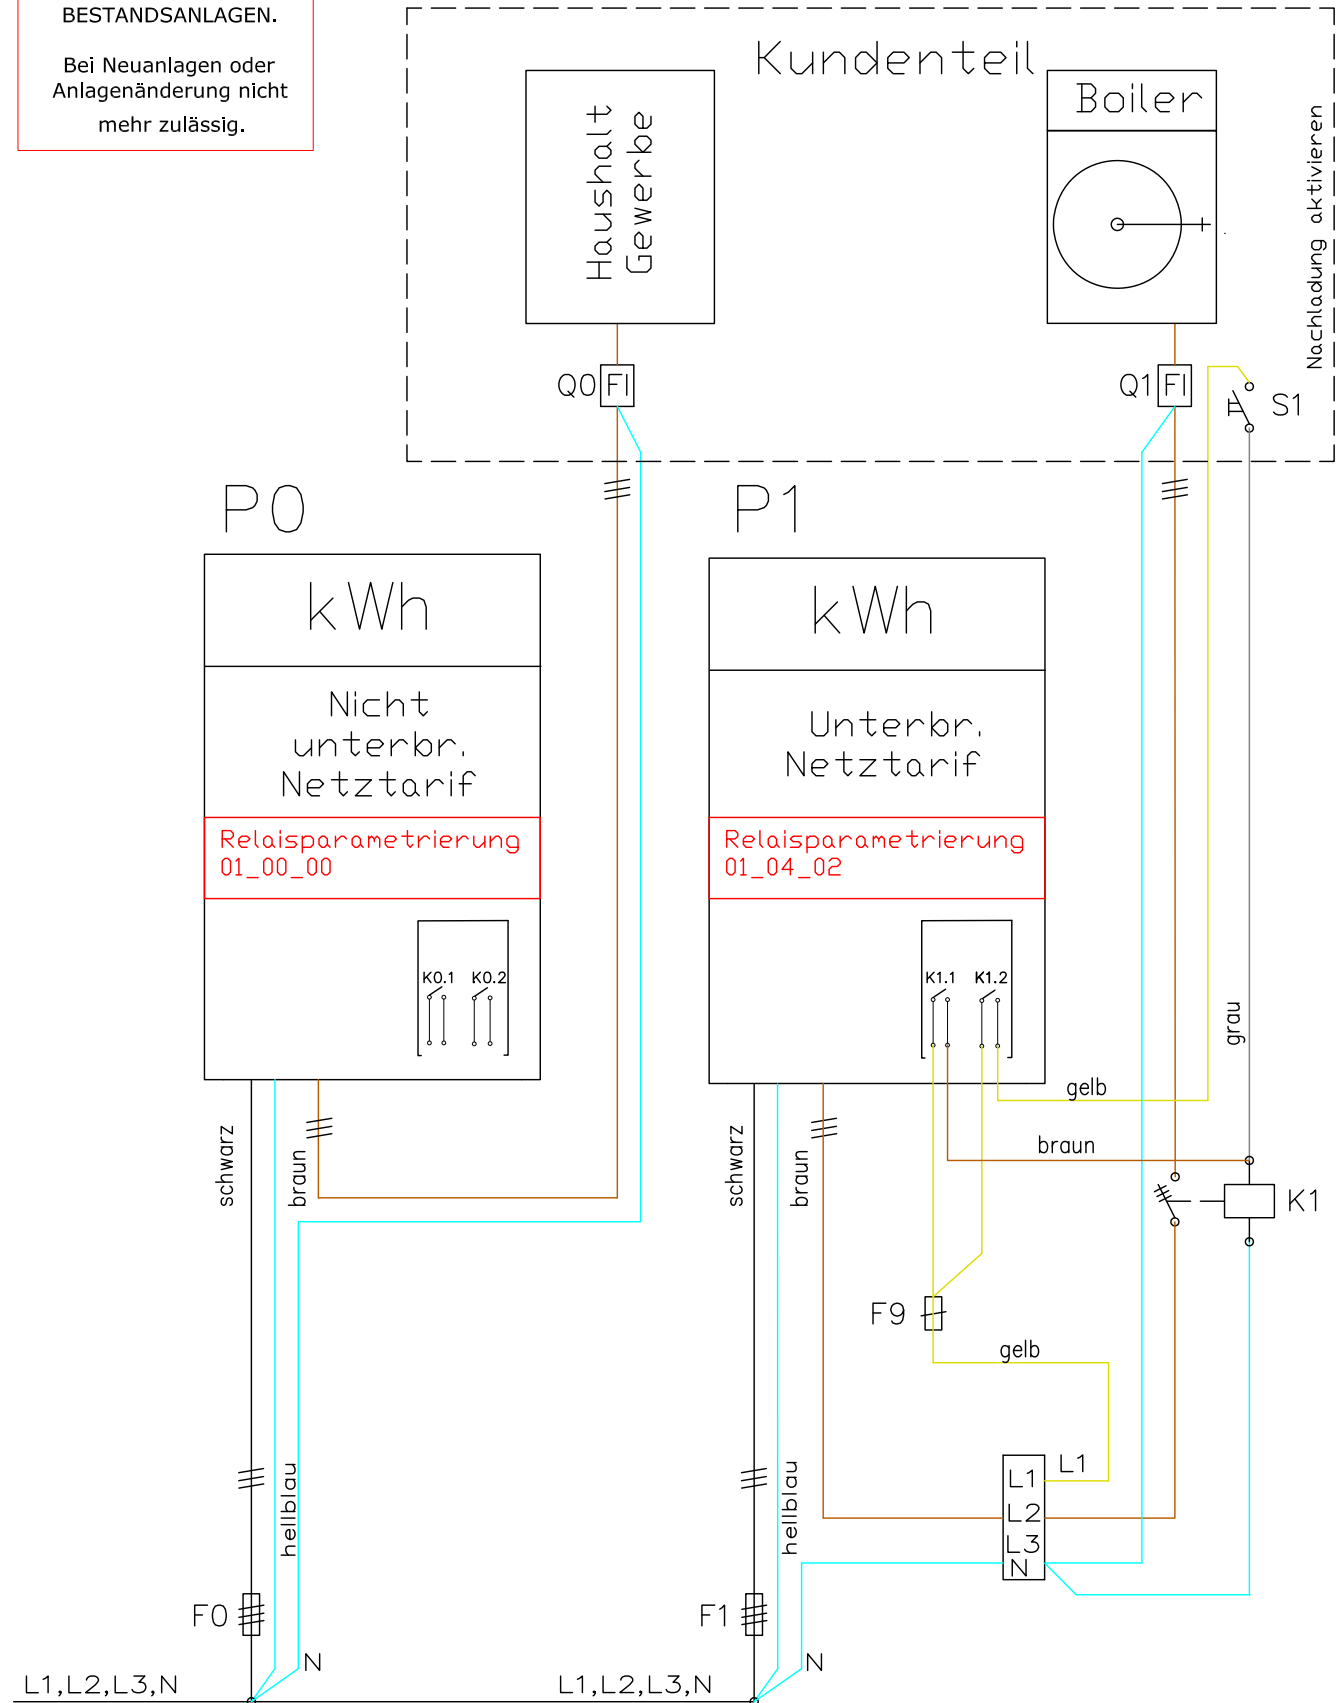 BESTANDSANLAGEN.
Bei Neuanlagen oder
Anlagenänderung nicht
mehr zulässig.
Kundenteil
Haushalt
Gewerbe
Boiler
Nachladung aktivieren
Q0 FI
Q1 FI
S1
P0
P1
kWh
kWh
Nicht
unterbr.
Netztarif
Unterbr.
Netztarif
Relaisparametrierung
01_00_00
Relaisparametrierung
01_04_02
K0.1 K0.2
K1.1 K1.2
grau
gelb
braun
schwarz
braun
schwarz
braun
K1
F9
gelb
L1
L1
L2
L3
N
hellblau
hellblau
F0
F1
N
N
L1,L2,L3,N
L1,L2,L3,N